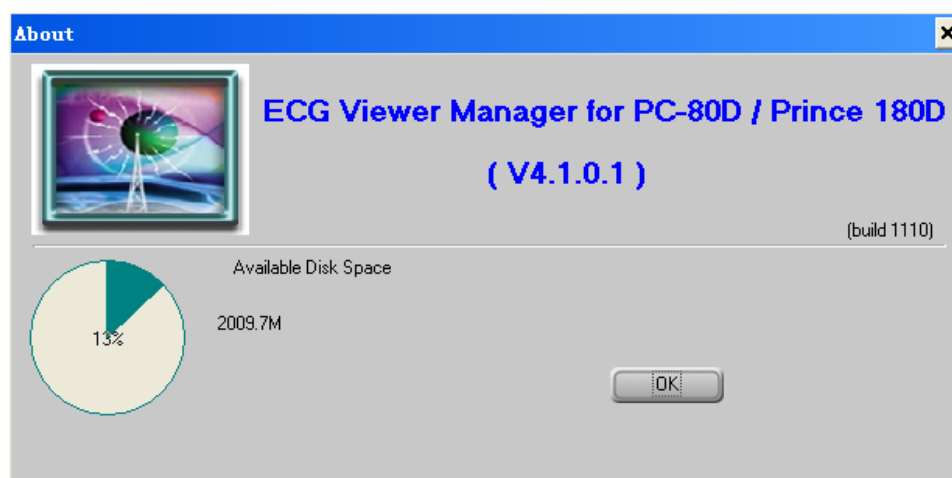 About
ECG Viewer Manager for PC-80D / Prince 180D
( V4.1.0.1 )
(build 1110)
Available Disk Space
2009.7M
13%
OK